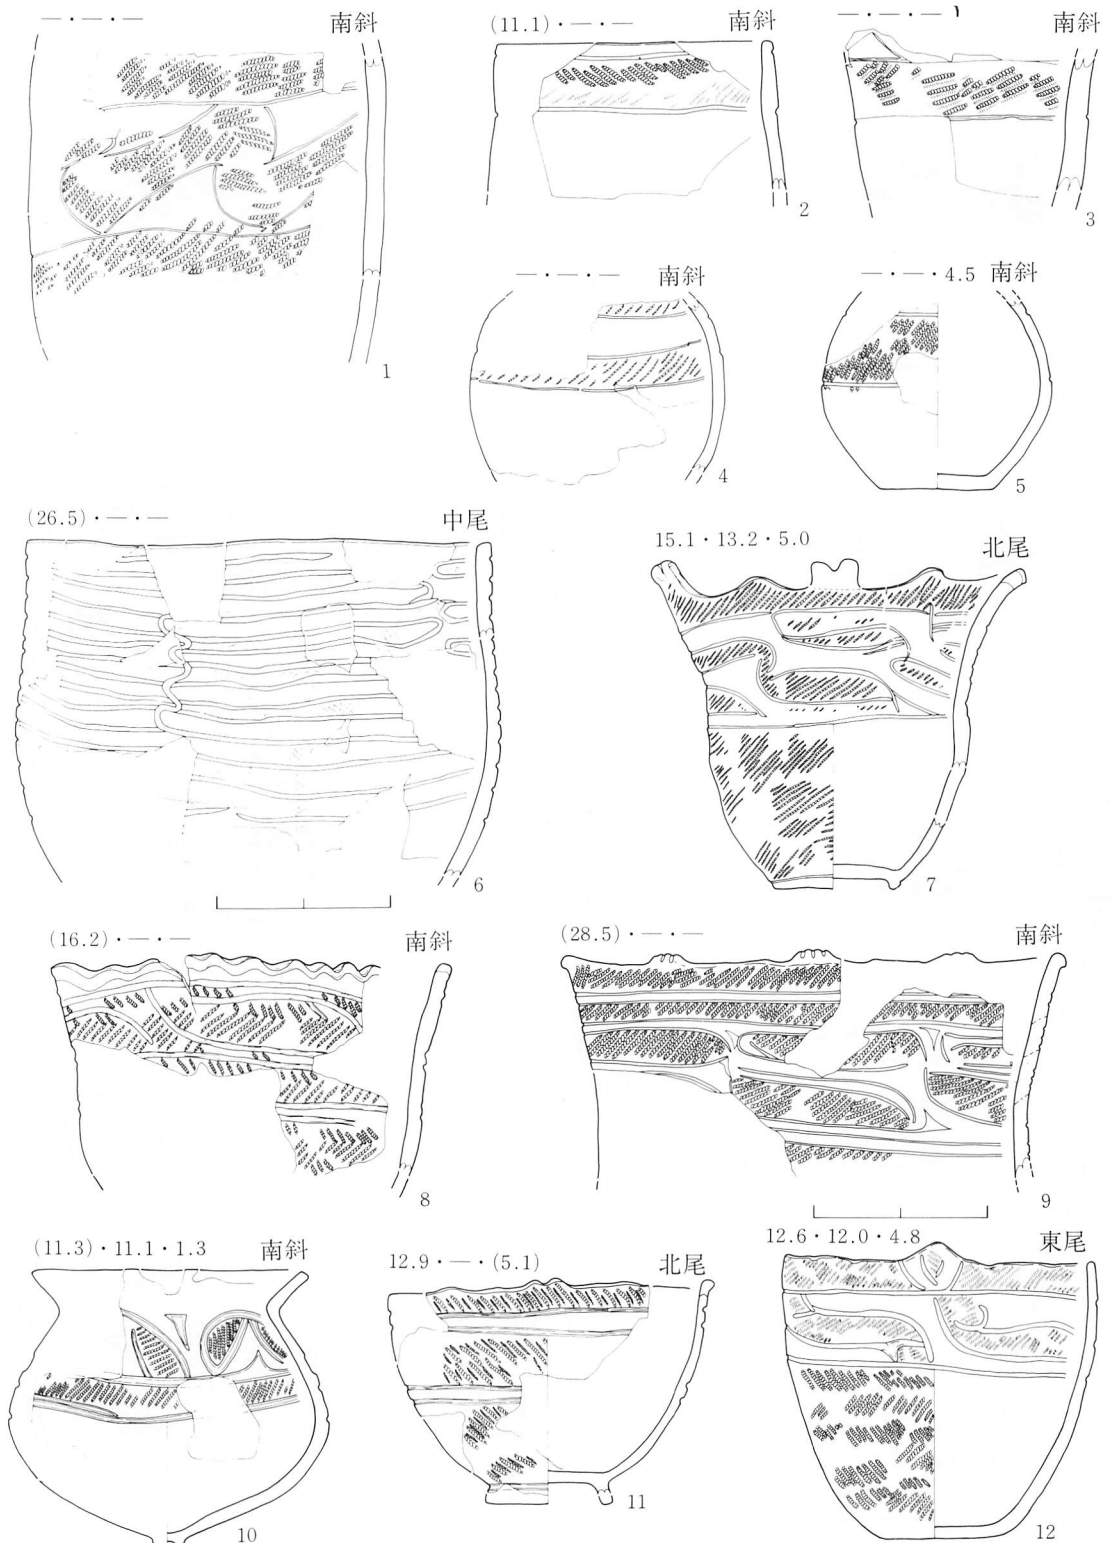 —・—・— 南斜
1
(11.1)・—・— 南斜
2
—・—・— 南斜
3
—・—・— 南斜
4
—・—・4.5 南斜
5
(26.5)・—・— 中尾
6
15.1・13.2・5.0 北尾
7
(16.2)・—・— 南斜
8
(28.5)・—・— 南斜
9
(11.3)・11.1・1.3 南斜
10
12.9・—・(5.1) 北尾
11
12.6・12.0・4.8 東尾
12